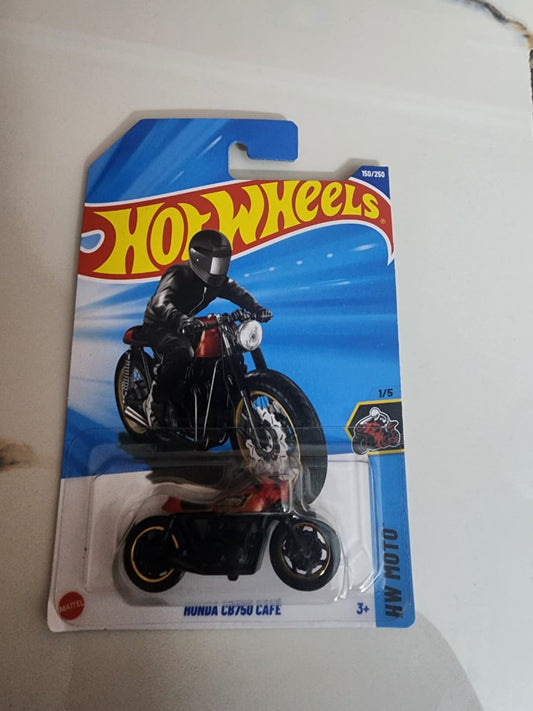 150/250
HOT WHEELS®
1/5
HW MOTO
MATTEL
HONDA CB750 CAFE
3+